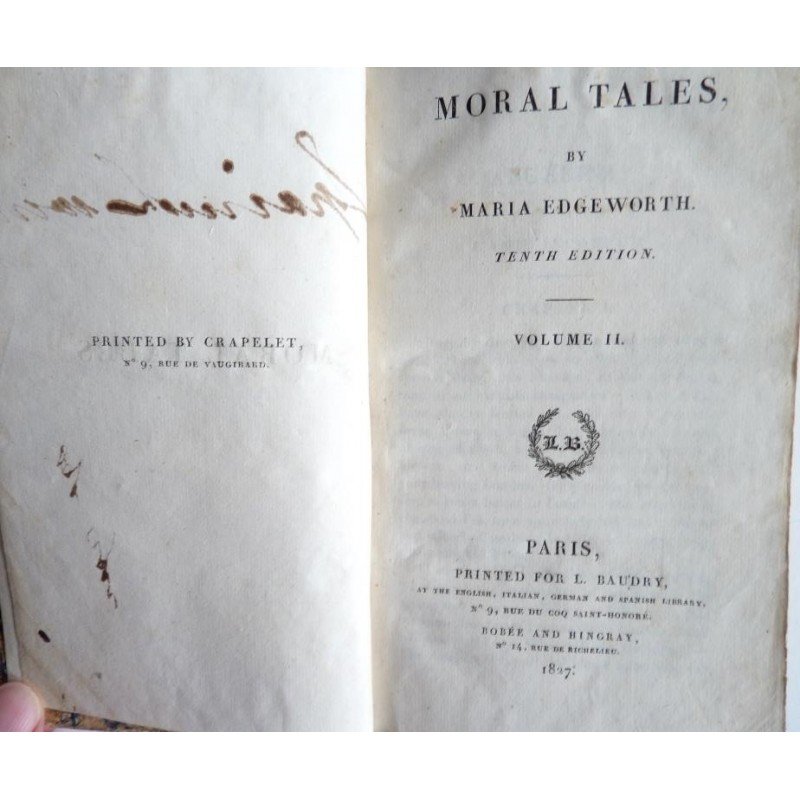 PRINTED BY CRAPELET,
N° 9, RUE DE VAUGIRARD.
MORAL TALES,
BY
MARIA EDGEWORTH.
TENTH EDITION.
VOLUME II.
L.B.
PARIS,
PRINTED FOR L. BAUDRY,
AT THE ENGLISH, ITALIAN, GERMAN AND SPANISH LIBRARY,
N° 9, RUE DU COQ SAINT-HONORÉ.
BOBÉE AND HINGRAY,
N° 14, RUE DE RICHELIEU.
1827.